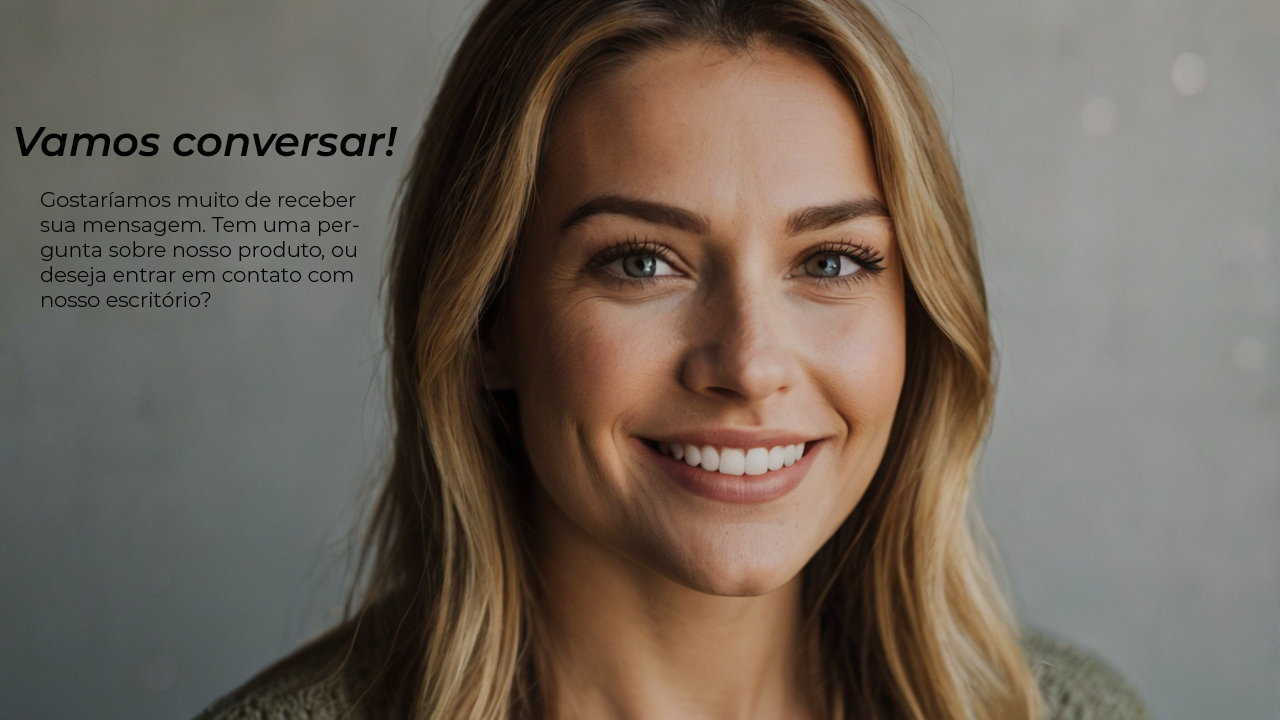 Vamos conversar!
Gostaríamos muito de receber
sua mensagem. Tem uma per-
gunta sobre nosso produto, ou
deseja entrar em contato com
nosso escritório?